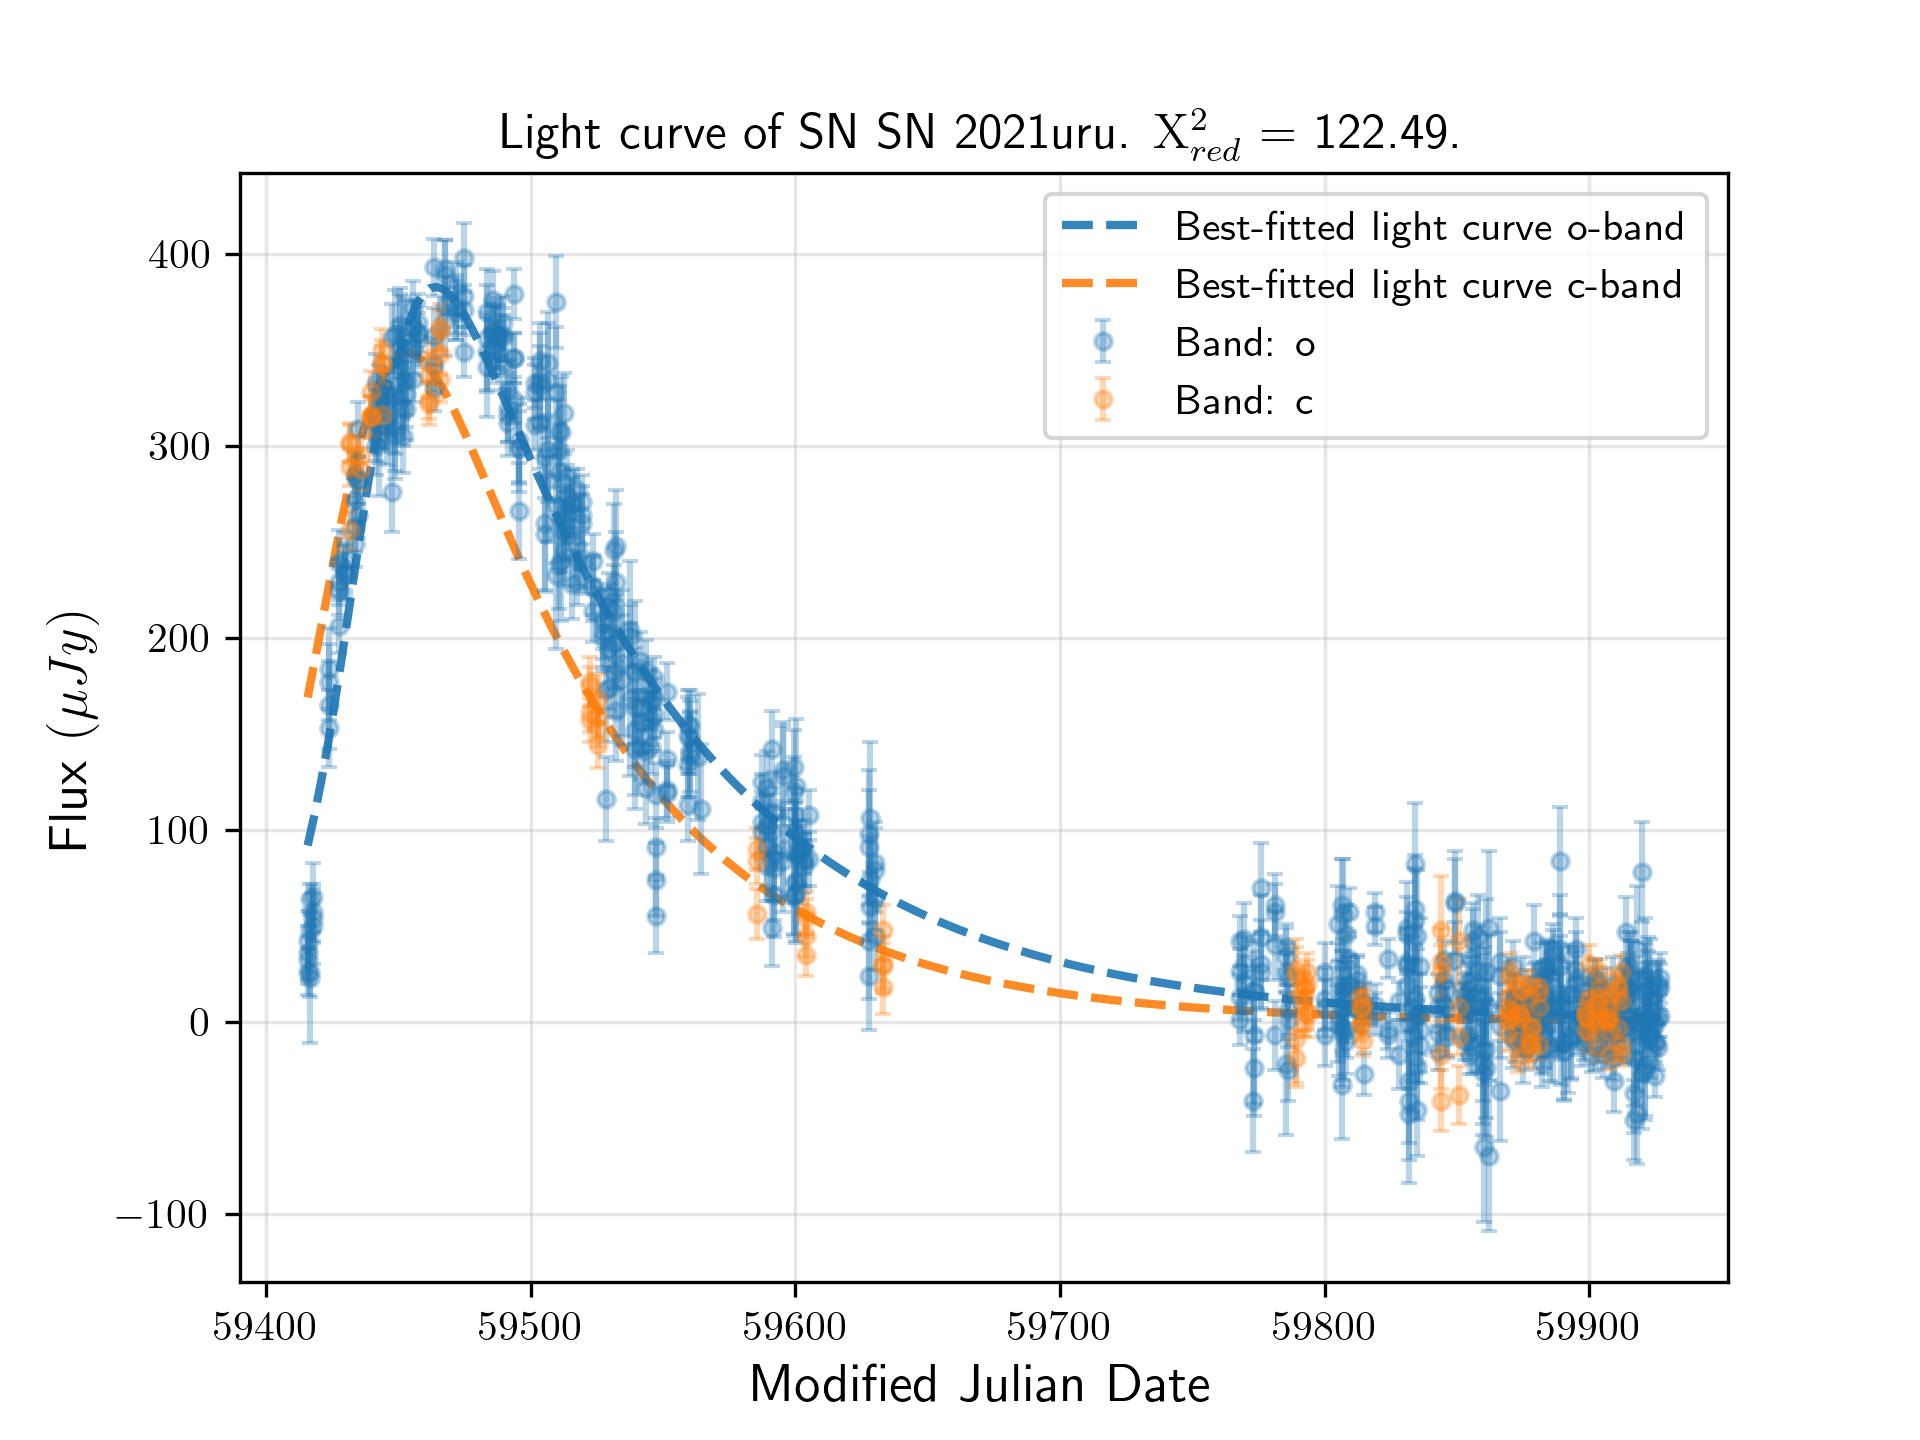 Light curve of SN SN 2021uru. X²_red = 122.49.
Best-fitted light curve o-band
Best-fitted light curve c-band
Band: o
Band: c
400
300
200
100
0
−100
Flux (μJy)
59400 59500 59600 59700 59800 59900
Modified Julian Date